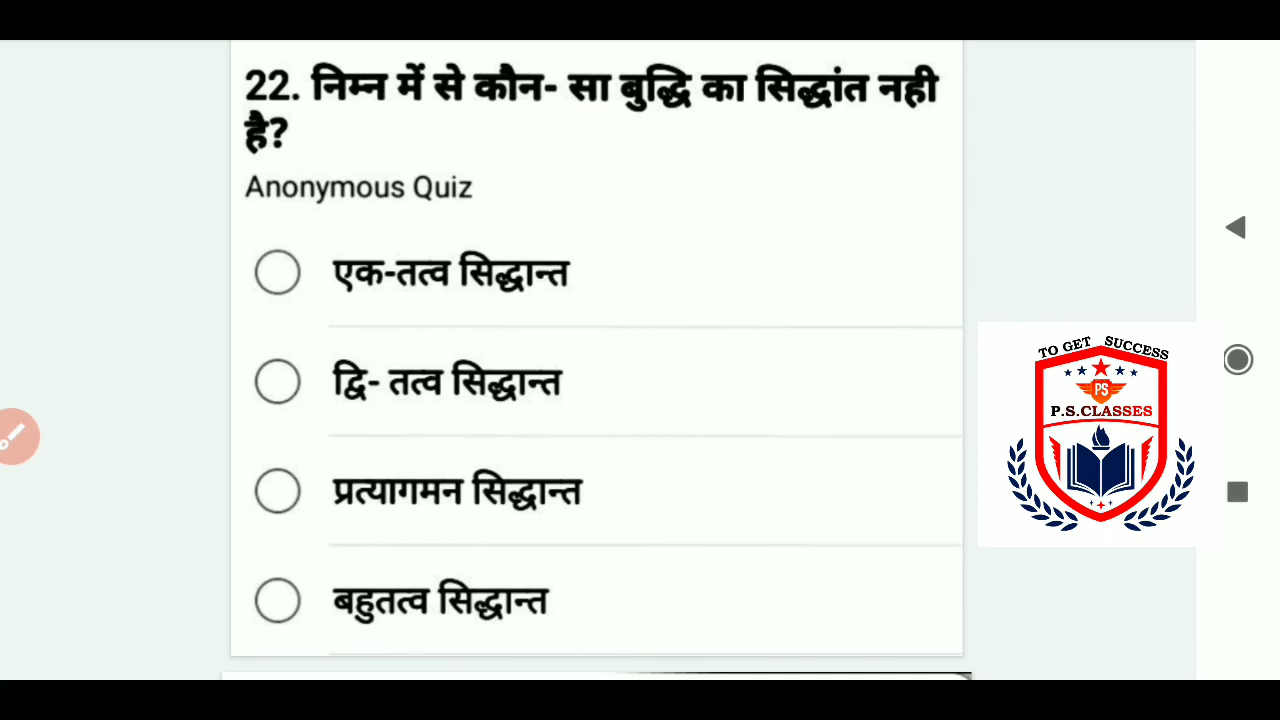 22. निम्न में से कौन- सा बुद्धि का सिद्धांत नही
है?
Anonymous Quiz
एक-तत्व सिद्धान्त
द्वि- तत्व सिद्धान्त
प्रत्यागमन सिद्धान्त
बहुतत्व सिद्धान्त
TO GET SUCCESS
PS
P.S.CLASSES